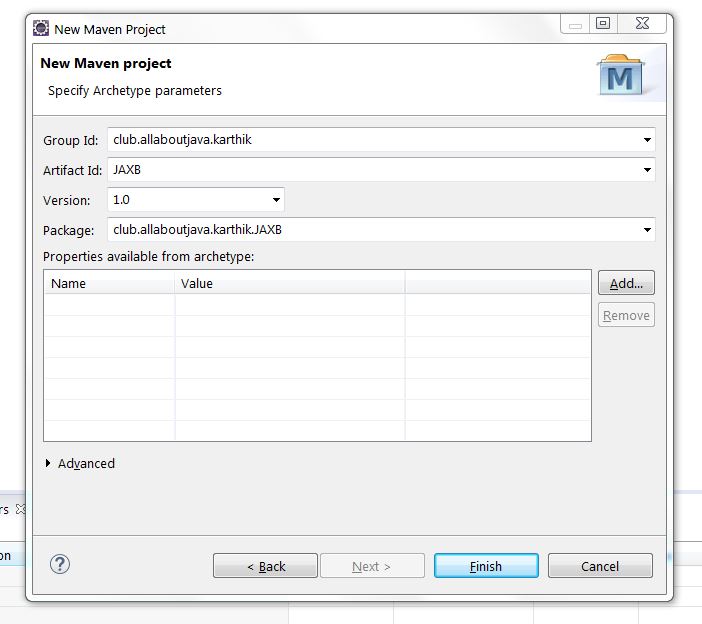 New Maven Project
New Maven project
Specify Archetype parameters
M
Group Id: club.allaboutjava.karthik
Artifact Id: JAXB
Version: 1.0
Package: club.allaboutjava.karthik.JAXB
Properties available from archetype:
Name Value
Add...
Remove
Advanced
rs
on
? < Back Next > Finish Cancel